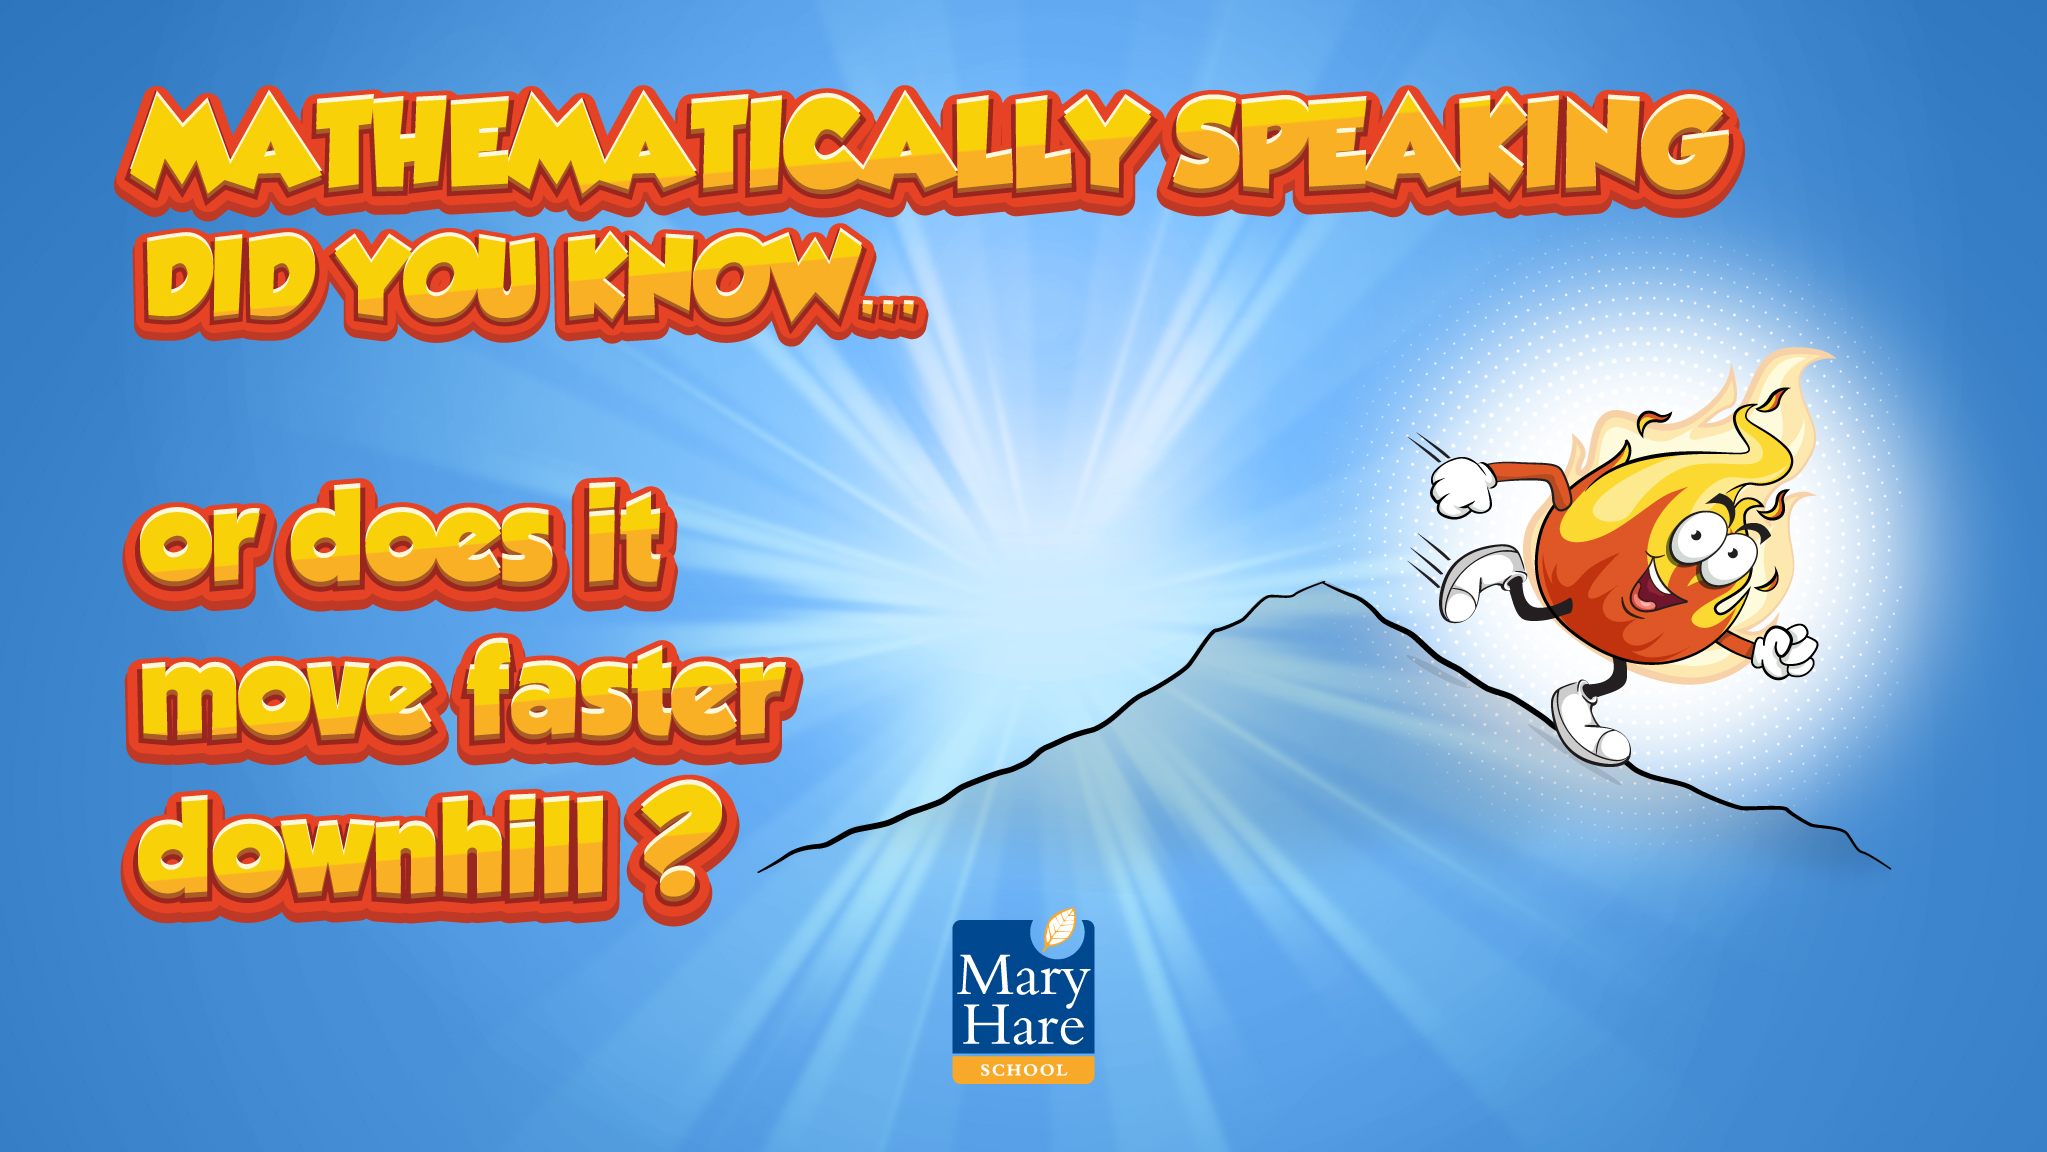 MATHEMATICALLY SPEAKING
DID YOU KNOW...
or does it
move faster
downhill?
Mary
Hare
SCHOOL